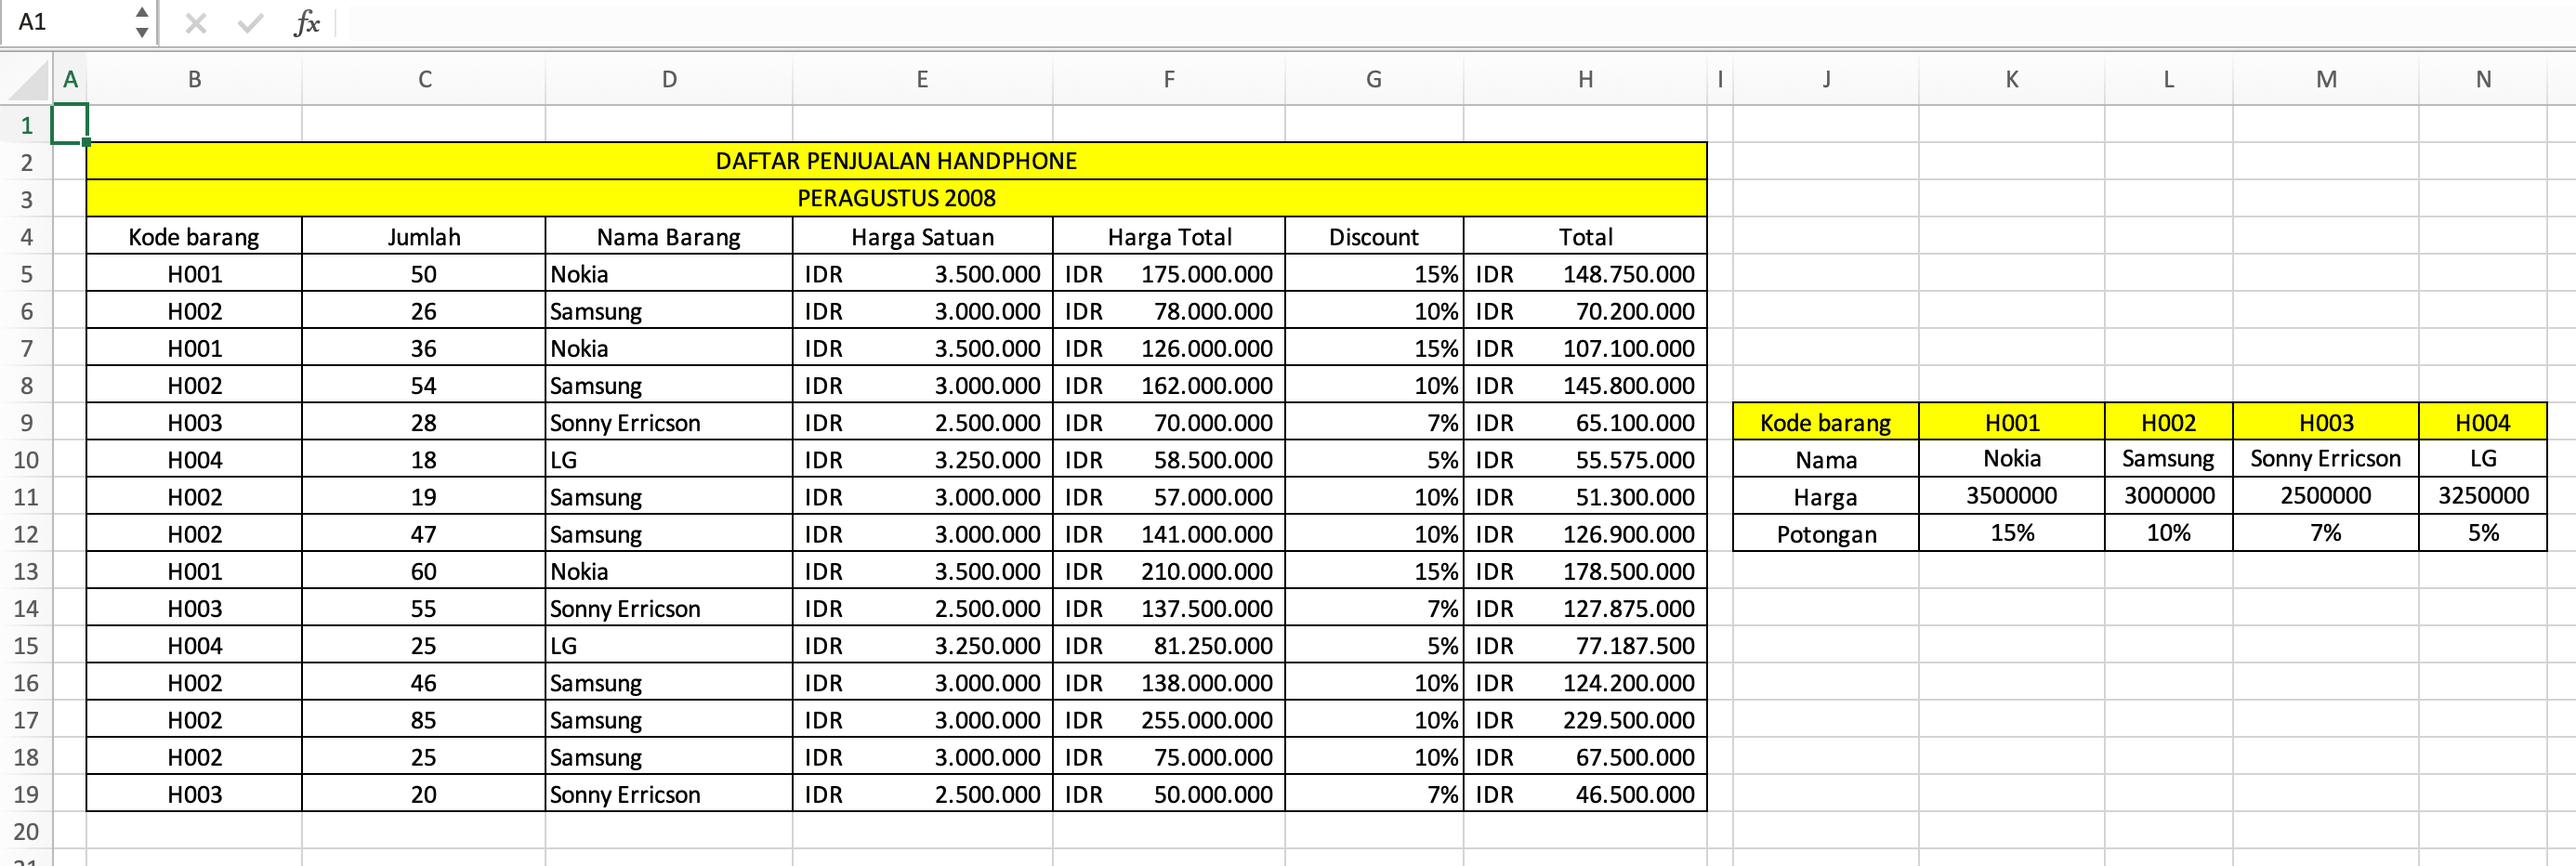 A1 fx
A B C D E F G H I J K L M N
1
2 DAFTAR PENJUALAN HANDPHONE
3 PERAGUSTUS 2008
4 Kode barang Jumlah Nama Barang Harga Satuan Harga Total Discount Total
5 H001 50 Nokia IDR 3.500.000 IDR 175.000.000 15% IDR 148.750.000
6 H002 26 Samsung IDR 3.000.000 IDR 78.000.000 10% IDR 70.200.000
7 H001 36 Nokia IDR 3.500.000 IDR 126.000.000 15% IDR 107.100.000
8 H002 54 Samsung IDR 3.000.000 IDR 162.000.000 10% IDR 145.800.000
9 H003 28 Sonny Erricson IDR 2.500.000 IDR 70.000.000 7% IDR 65.100.000 Kode barang H001 H002 H003 H004
10 H004 18 LG IDR 3.250.000 IDR 58.500.000 5% IDR 55.575.000 Nama Nokia Samsung Sonny Erricson LG
11 H002 19 Samsung IDR 3.000.000 IDR 57.000.000 10% IDR 51.300.000 Harga 3500000 3000000 2500000 3250000
12 H002 47 Samsung IDR 3.000.000 IDR 141.000.000 10% IDR 126.900.000 Potongan 15% 10% 7% 5%
13 H001 60 Nokia IDR 3.500.000 IDR 210.000.000 15% IDR 178.500.000
14 H003 55 Sonny Erricson IDR 2.500.000 IDR 137.500.000 7% IDR 127.875.000
15 H004 25 LG IDR 3.250.000 IDR 81.250.000 5% IDR 77.187.500
16 H002 46 Samsung IDR 3.000.000 IDR 138.000.000 10% IDR 124.200.000
17 H002 85 Samsung IDR 3.000.000 IDR 255.000.000 10% IDR 229.500.000
18 H002 25 Samsung IDR 3.000.000 IDR 75.000.000 10% IDR 67.500.000
19 H003 20 Sonny Erricson IDR 2.500.000 IDR 50.000.000 7% IDR 46.500.000
20